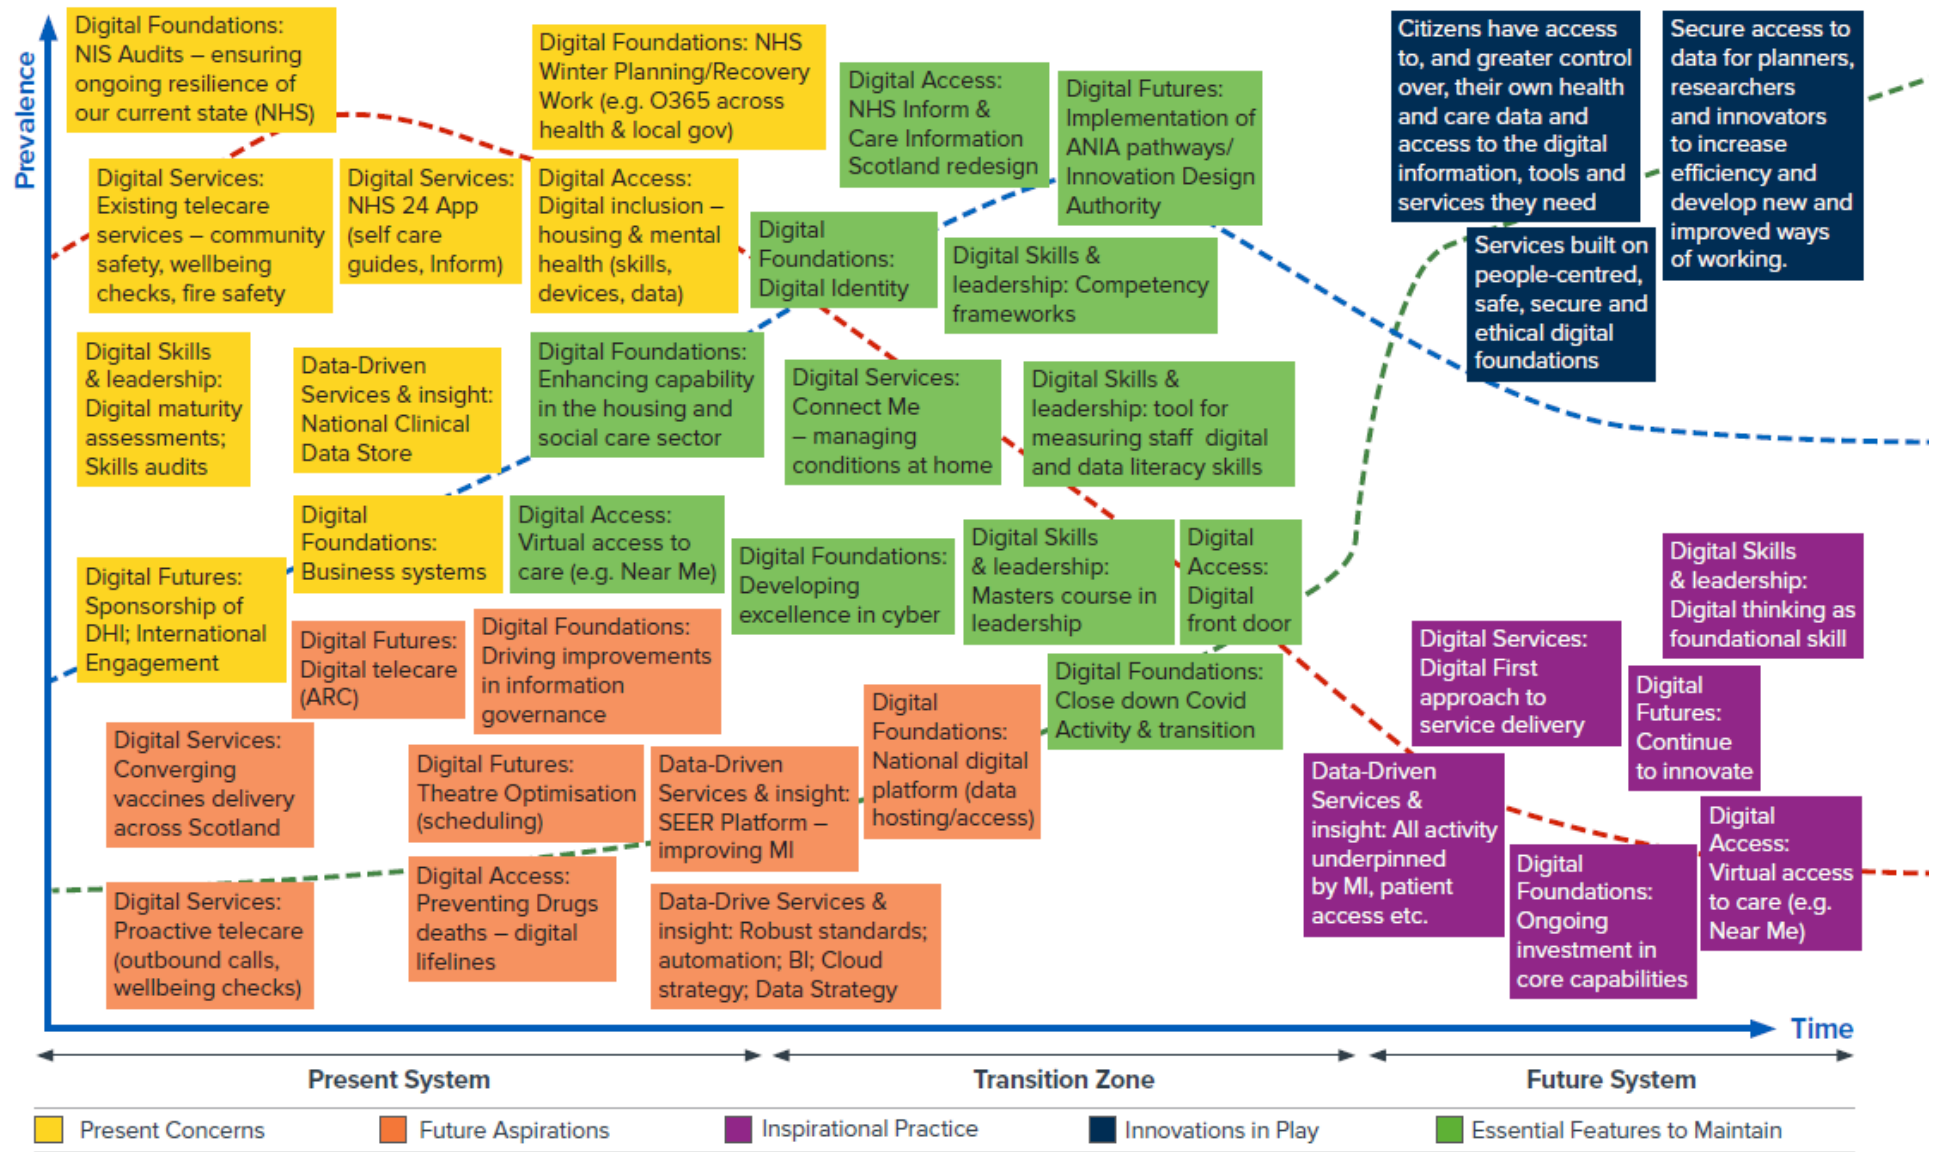 Prevalence
Digital Foundations:
NIS Audits – ensuring
ongoing resilience of
our current state (NHS)
Digital Foundations: NHS
Winter Planning/Recovery
Work (e.g. O365 across
health & local gov)
Digital Access:
NHS Inform &
Care Information
Scotland redesign
Digital Futures:
Implementation of
ANIA pathways/
Innovation Design
Authority
Citizens have access
to, and greater control
over, their own health
and care data and
access to the digital
information, tools and
services they need
Secure access to
data for planners,
researchers
and innovators
to increase
efficiency and
develop new and
improved ways
of working.
Digital Services:
Existing telecare
services – community
safety, wellbeing
checks, fire safety
Digital Services:
NHS 24 App
(self care
guides, Inform)
Digital Access:
Digital inclusion –
housing & mental
health (skills,
devices, data)
Digital
Foundations:
Digital Identity
Digital Skills &
leadership: Competency
frameworks
Services built on
people-centred,
safe, secure and
ethical digital
foundations
Digital Skills
& leadership:
Digital maturity
assessments;
Skills audits
Data-Driven
Services & insight:
National Clinical
Data Store
Digital Foundations:
Enhancing capability
in the housing and
social care sector
Digital Services:
Connect Me
– managing
conditions at home
Digital Skills &
leadership: tool for
measuring staff digital
and data literacy skills
Digital Futures:
Sponsorship of
DHI; International
Engagement
Digital
Foundations:
Business systems
Digital Access:
Virtual access to
care (e.g. Near Me)
Digital Foundations:
Developing
excellence in cyber
Digital Skills
& leadership:
Masters course in
leadership
Digital
Access:
Digital
front door
Digital Skills
& leadership:
Digital thinking as
foundational skill
Digital Futures:
Digital telecare
(ARC)
Digital Foundations:
Driving improvements
in information
governance
Digital
Foundations:
National digital
platform (data
hosting/access)
Digital Foundations:
Close down Covid
Activity & transition
Digital Services:
Digital First
approach to
service delivery
Digital
Futures:
Continue
to innovate
Digital Services:
Converging
vaccines delivery
across Scotland
Digital Futures:
Theatre Optimisation
(scheduling)
Data-Driven
Services & insight:
SEER Platform –
improving MI
Data-Driven
Services &
insight: All activity
underpinned
by MI, patient
access etc.
Digital
Foundations:
Ongoing
investment in
core capabilities
Digital
Access:
Virtual access
to care (e.g.
Near Me)
Digital Services:
Proactive telecare
(outbound calls,
wellbeing checks)
Digital Access:
Preventing Drugs
deaths – digital
lifelines
Data-Drive Services &
insight: Robust standards;
automation; BI; Cloud
strategy; Data Strategy
Time
Present System
Transition Zone
Future System
Present Concerns
Future Aspirations
Inspirational Practice
Innovations in Play
Essential Features to Maintain